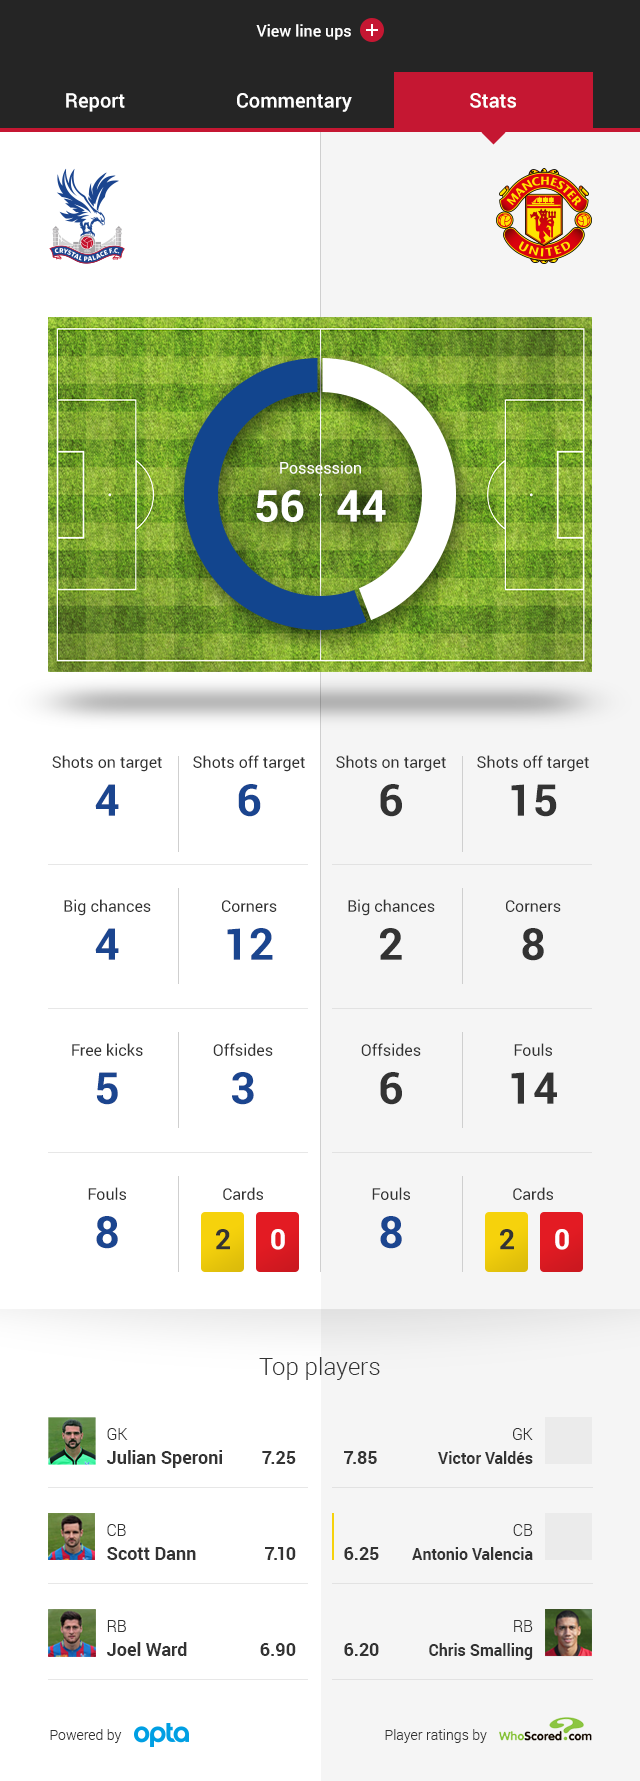 View line ups
Report Commentary Stats
CRYSTAL PALACE F.C.
MANCHESTER
UNITED
Possession
56 44
Shots on target Shots off target Shots on target Shots off target
4 6 6 15
Big chances Corners Big chances Corners
4 12 2 8
Free kicks Offsides Offsides Fouls
5 3 6 14
Fouls Cards Fouls Cards
8 2 0 8 2 0
Top players
GK GK
Julian Speroni 7.25 7.85 Victor Valdés
CB CB
Scott Dann 7.10 6.25 Antonio Valencia
RB RB
Joel Ward 6.90 6.20 Chris Smalling
Powered by opta Player ratings by WhoScored.com